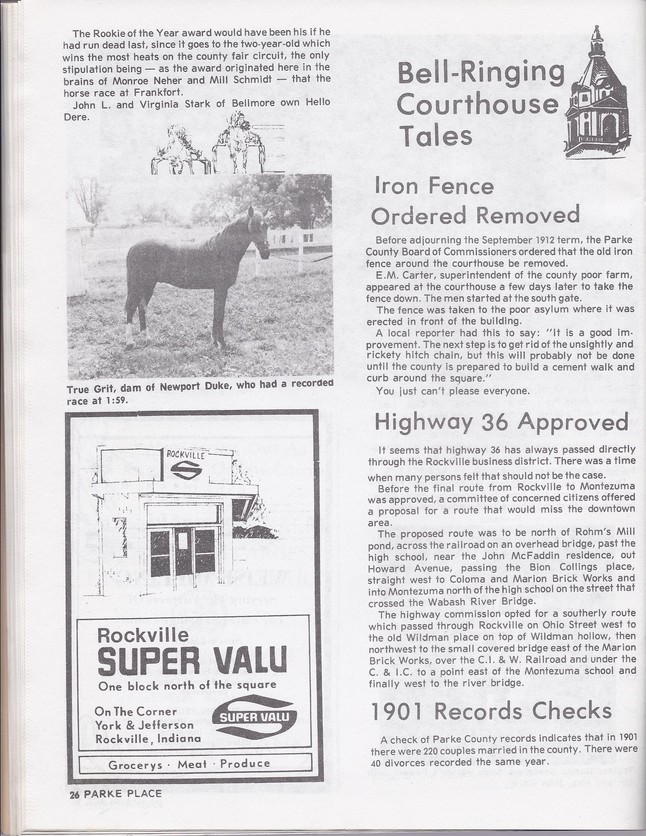 The Rookie of the Year award would have been his if he
had run dead last, since it goes to the two-year-old which
wins the most heats on the county fair circuit, the only
stipulation being — as the award originated here in the
brains of Monroe Neher and Mill Schmidt — that the
horse race at Frankfort.
John L. and Virginia Stark of Bellmore own Hello
Dere.
True Grit, dam of Newport Duke, who had a recorded
race at 1:59.
ROCKVILLE
Rockville
SUPER VALU
One block north of the square
On The Corner
York & Jefferson
Rockville, Indiana
SUPER VALU
Grocerys · Meat · Produce
26 PARKE PLACE
Bell-Ringing
Courthouse
Tales
Iron Fence
Ordered Removed
Before adjourning the September 1912 term, the Parke
County Board of Commissioners ordered that the old iron
fence around the courthouse be removed.
E.M. Carter, superintendent of the county poor farm,
appeared at the courthouse a few days later to take the
fence down. The men started at the south gate.
The fence was taken to the poor asylum where it was
erected in front of the building.
A local reporter had this to say: "It is a good im-
provement. The next step is to get rid of the unsightly and
rickety hitch chain, but this will probably not be done
until the county is prepared to build a cement walk and
curb around the square."
You just can't please everyone.
Highway 36 Approved
It seems that highway 36 has always passed directly
through the Rockville business district. There was a time
when many persons felt that should not be the case.
Before the final route from Rockville to Montezuma
was approved, a committee of concerned citizens offered
a proposal for a route that would miss the downtown
area.
The proposed route was to be north of Rohm's Mill
pond, across the railroad on an overhead bridge, past the
high school, near the John McFaddin residence, out
Howard Avenue, passing the Bion Collings place,
straight west to Coloma and Marion Brick Works and
into Montezuma north of the high school on the street that
crossed the Wabash River Bridge.
The highway commission opted for a southerly route
which passed through Rockville on Ohio Street west to
the old Wildman place on top of Wildman hollow, then
northwest to the small covered bridge east of the Marion
Brick Works, over the C.I. & W. Railroad and under the
C. & I.C. to a point east of the Montezuma school and
finally west to the river bridge.
1901 Records Checks
A check of Parke County records indicates that in 1901
there were 220 couples married in the county. There were
40 divorces recorded the same year.